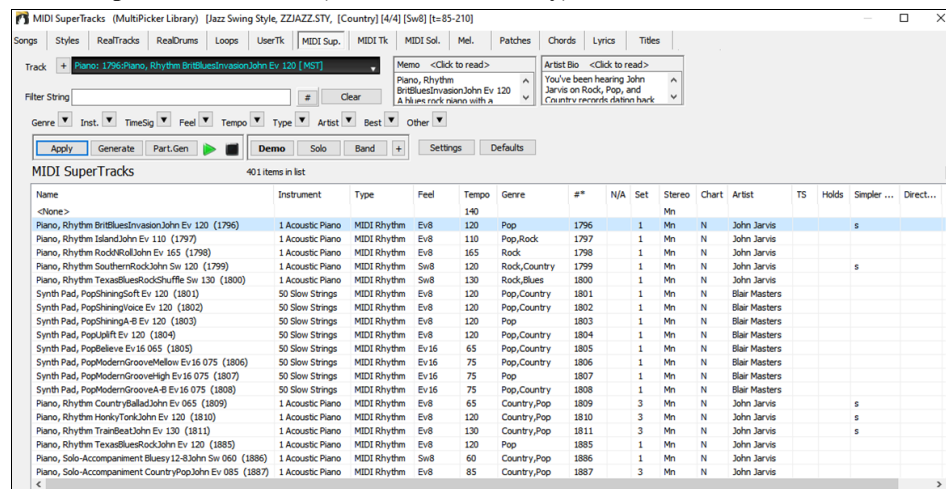 MIDI SuperTracks (MultiPicker Library) [Jazz Swing Style, ZZJAZZ.STY, [Country] [4/4] [Sw8] [t=85-210]
Songs Styles RealTracks RealDrums Loops UserTk MIDI Sup. MIDI Tk MIDI Sol. Mel. Patches Chords Lyrics Titles
Track + Piano: 1796:Piano, Rhythm BritBluesInvasionJohn Ev 120 [MST]
Memo <Click to read>
Piano, Rhythm
BritBluesInvasionJohn Ev 120
A blues rock piano with a
Artist Bio <Click to read>
You've been hearing John
Jarvis on Rock, Pop, and
Country records dating back
Filter String # Clear
Genre Inst. TimeSig Feel Tempo Type Artist Best Other
Apply Generate Part.Gen Demo Solo Band + Settings Defaults
MIDI SuperTracks 401 items in list
Name Instrument Type Feel Tempo Genre #* N/A Set Stereo Chart Artist TS Holds Simpler ... Direct...
<None> 140 Mn
Piano, Rhythm BritBluesInvasionJohn Ev 120 (1796) 1 Acoustic Piano MIDI Rhythm Ev8 120 Pop 1796 1 Mn N John Jarvis s
Piano, Rhythm IslandJohn Ev 110 (1797) 1 Acoustic Piano MIDI Rhythm Ev8 110 Pop,Rock 1797 1 Mn N John Jarvis
Piano, Rhythm RockNRollJohn Ev 165 (1798) 1 Acoustic Piano MIDI Rhythm Ev8 165 Rock 1798 1 Mn N John Jarvis
Piano, Rhythm SouthernRockJohn Sw 120 (1799) 1 Acoustic Piano MIDI Rhythm Sw8 120 Rock,Country 1799 1 Mn N John Jarvis s
Piano, Rhythm TexasBluesRockShuffle Sw 130 (1800) 1 Acoustic Piano MIDI Rhythm Sw8 130 Rock,Blues 1800 1 Mn N John Jarvis
Synth Pad, PopShiningSoft Ev 120 (1801) 50 Slow Strings MIDI Rhythm Ev8 120 Pop,Country 1801 1 Mn N Blair Masters
Synth Pad, PopShiningVoice Ev 120 (1802) 50 Slow Strings MIDI Rhythm Ev8 120 Pop,Country 1802 1 Mn N Blair Masters
Synth Pad, PopShiningA-B Ev 120 (1803) 50 Slow Strings MIDI Rhythm Ev8 120 Pop 1803 1 Mn N Blair Masters
Synth Pad, PopUplift Ev 120 (1804) 50 Slow Strings MIDI Rhythm Ev8 120 Pop,Country 1804 1 Mn N Blair Masters
Synth Pad, PopBelieve Ev16 065 (1805) 50 Slow Strings MIDI Rhythm Ev16 65 Pop,Country 1805 1 Mn N Blair Masters
Synth Pad, PopModernGrooveMellow Ev16 075 (1806) 50 Slow Strings MIDI Rhythm Ev16 75 Pop,Country 1806 1 Mn N Blair Masters
Synth Pad, PopModernGrooveHigh Ev16 075 (1807) 50 Slow Strings MIDI Rhythm Ev16 75 Pop 1807 1 Mn N Blair Masters
Synth Pad, PopModernGrooveA-B Ev16 075 (1808) 50 Slow Strings MIDI Rhythm Ev16 75 Pop,Country 1808 1 Mn N Blair Masters
Piano, Rhythm CountryBalladJohn Ev 065 (1809) 1 Acoustic Piano MIDI Rhythm Ev8 65 Country,Pop 1809 3 Mn N John Jarvis s
Piano, Rhythm HonkyTonkJohn Ev 120 (1810) 1 Acoustic Piano MIDI Rhythm Ev8 120 Country,Pop 1810 3 Mn N John Jarvis s
Piano, Rhythm TrainBeatJohn Ev 130 (1811) 1 Acoustic Piano MIDI Rhythm Ev8 130 Country,Pop 1811 3 Mn N John Jarvis s
Piano, Rhythm TexasBluesRockJohn Ev 120 (1885) 1 Acoustic Piano MIDI Rhythm Ev8 120 Pop 1885 1 Mn N John Jarvis
Piano, Solo-Accompaniment Bluesy12-8John Sw 060 (1886) 1 Acoustic Piano MIDI Rhythm Sw8 60 Country,Pop 1886 1 Mn N John Jarvis
Piano, Solo-Accompaniment CountryPopJohn Ev 085 (1887) 1 Acoustic Piano MIDI Rhythm Ev8 85 Country,Pop 1887 3 Mn N John Jarvis